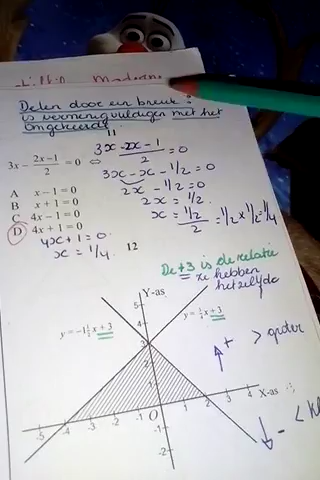 Delen door een breuk =
is vermenigvuldigen met het
omgekeerd
11
3x - (2x-1)/2 = 0 ⇔ 3x - 2x - 1 / 2 = 0
3x - x - 1/2 = 0
2x - 1/2 = 0
2x = 1/2
x = 1/2 / 2 = 1/2 x 1/2 = 1/4
A x - 1 = 0
B x + 1 = 0
C 4x - 1 = 0
D 4x + 1 = 0
4x + 1 = 0
x = 1/4
12
De +3 is de relatie
ze hebben
hetzelfde
Y-as
y = -1½x + 3
X-as
5
4
3
2
1
-5 -4 -3 -2 -1 O 1 2 3 4
-1
-2
+ > groter
- <